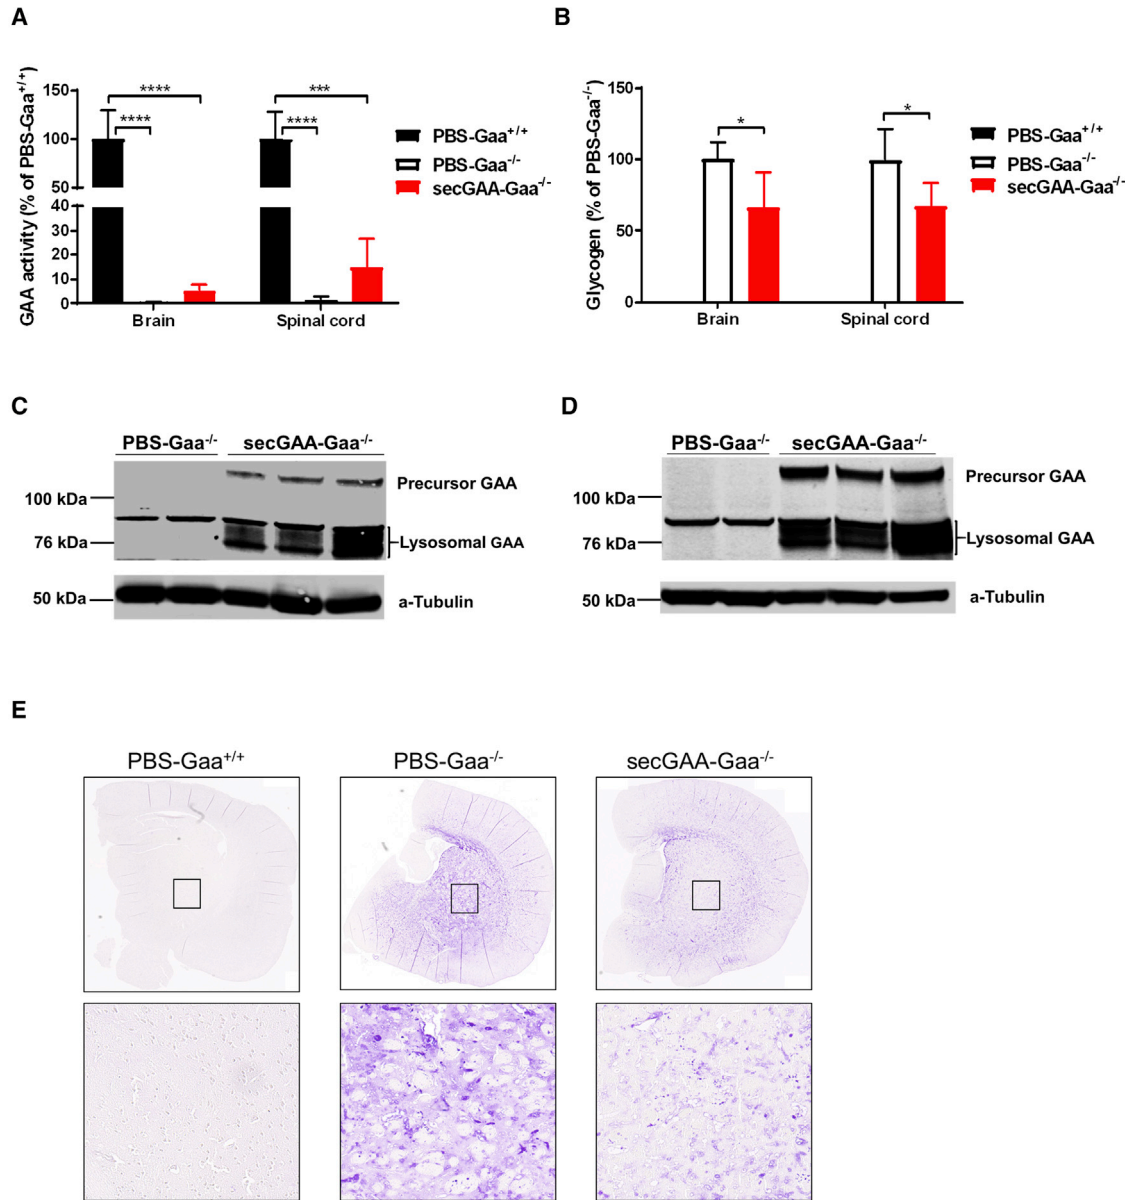 A
GAA activity (% of PBS-Gaa+/+)
150
100
50
40
30
20
10
0
****
****
***
****
Brain
Spinal cord
PBS-Gaa+/+
PBS-Gaa-/-
secGAA-Gaa-/-
B
Glycogen (% of PBS-Gaa-/-)
150
100
50
0
*
*
Brain
Spinal cord
PBS-Gaa+/+
PBS-Gaa-/-
secGAA-Gaa-/-
C
PBS-Gaa-/- secGAA-Gaa-/-
Precursor GAA
100 kDa
76 kDa
Lysosomal GAA
50 kDa
a-Tubulin
D
PBS-Gaa-/- secGAA-Gaa-/-
Precursor GAA
100 kDa
76 kDa
Lysosomal GAA
50 kDa
a-Tubulin
E
PBS-Gaa+/+ PBS-Gaa-/- secGAA-Gaa-/-